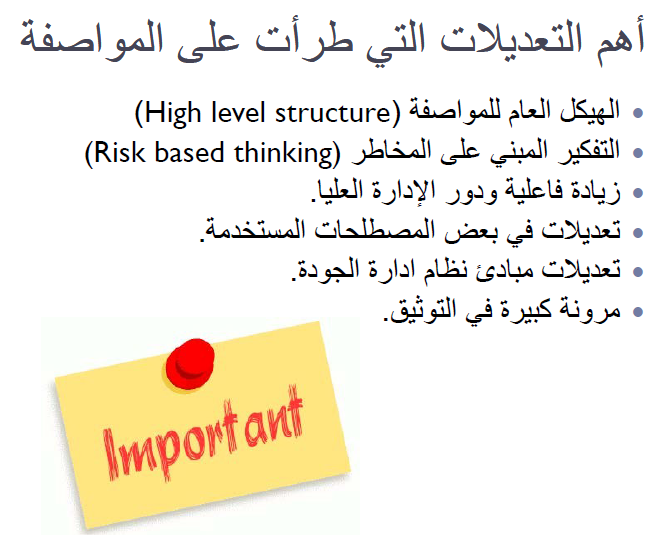 أهم التعديلات التي طرأت على المواصفة
• الهيكل العام للمواصفة (High level structure)
• التفكير المبني على المخاطر (Risk based thinking)
• زيادة فاعلية ودور الإدارة العليا.
• تعديلات في بعض المصطلحات المستخدمة.
• تعديلات مبادئ نظام ادارة الجودة.
• مرونة كبيرة في التوثيق.
Important